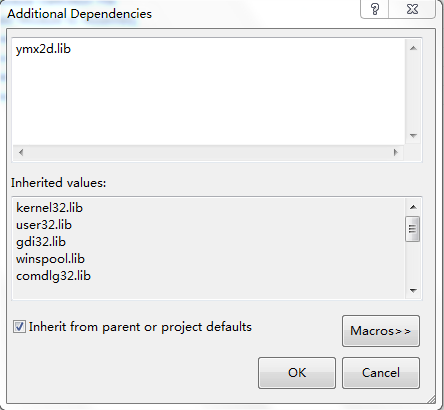 Additional Dependencies
ymx2d.lib
Inherited values:
kernel32.lib
user32.lib
gdi32.lib
winspool.lib
comdlg32.lib
Inherit from parent or project defaults
Macros>>
OK
Cancel